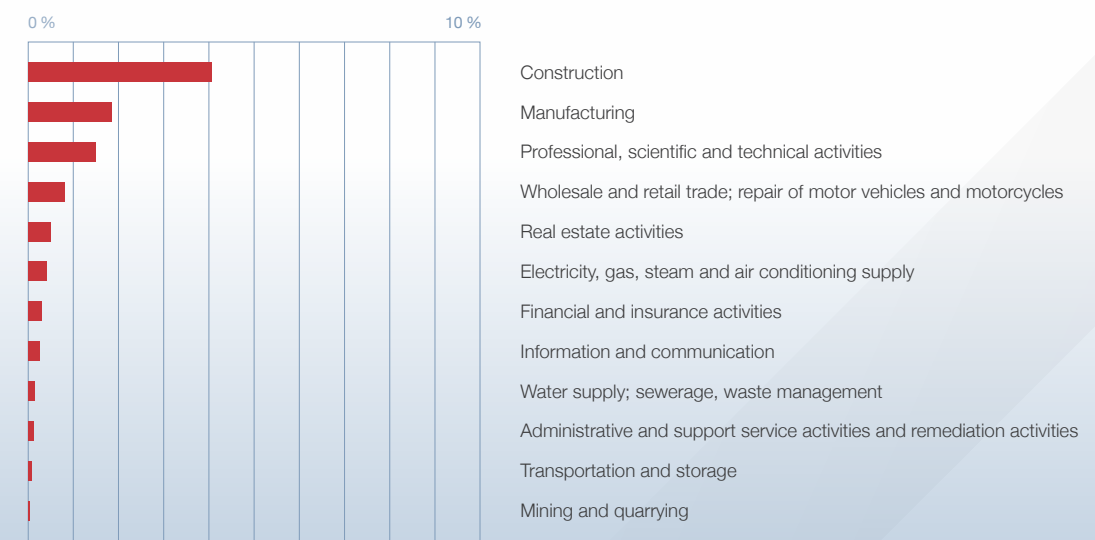 0 %
10 %
Construction
Manufacturing
Professional, scientific and technical activities
Wholesale and retail trade; repair of motor vehicles and motorcycles
Real estate activities
Electricity, gas, steam and air conditioning supply
Financial and insurance activities
Information and communication
Water supply; sewerage, waste management
Administrative and support service activities and remediation activities
Transportation and storage
Mining and quarrying